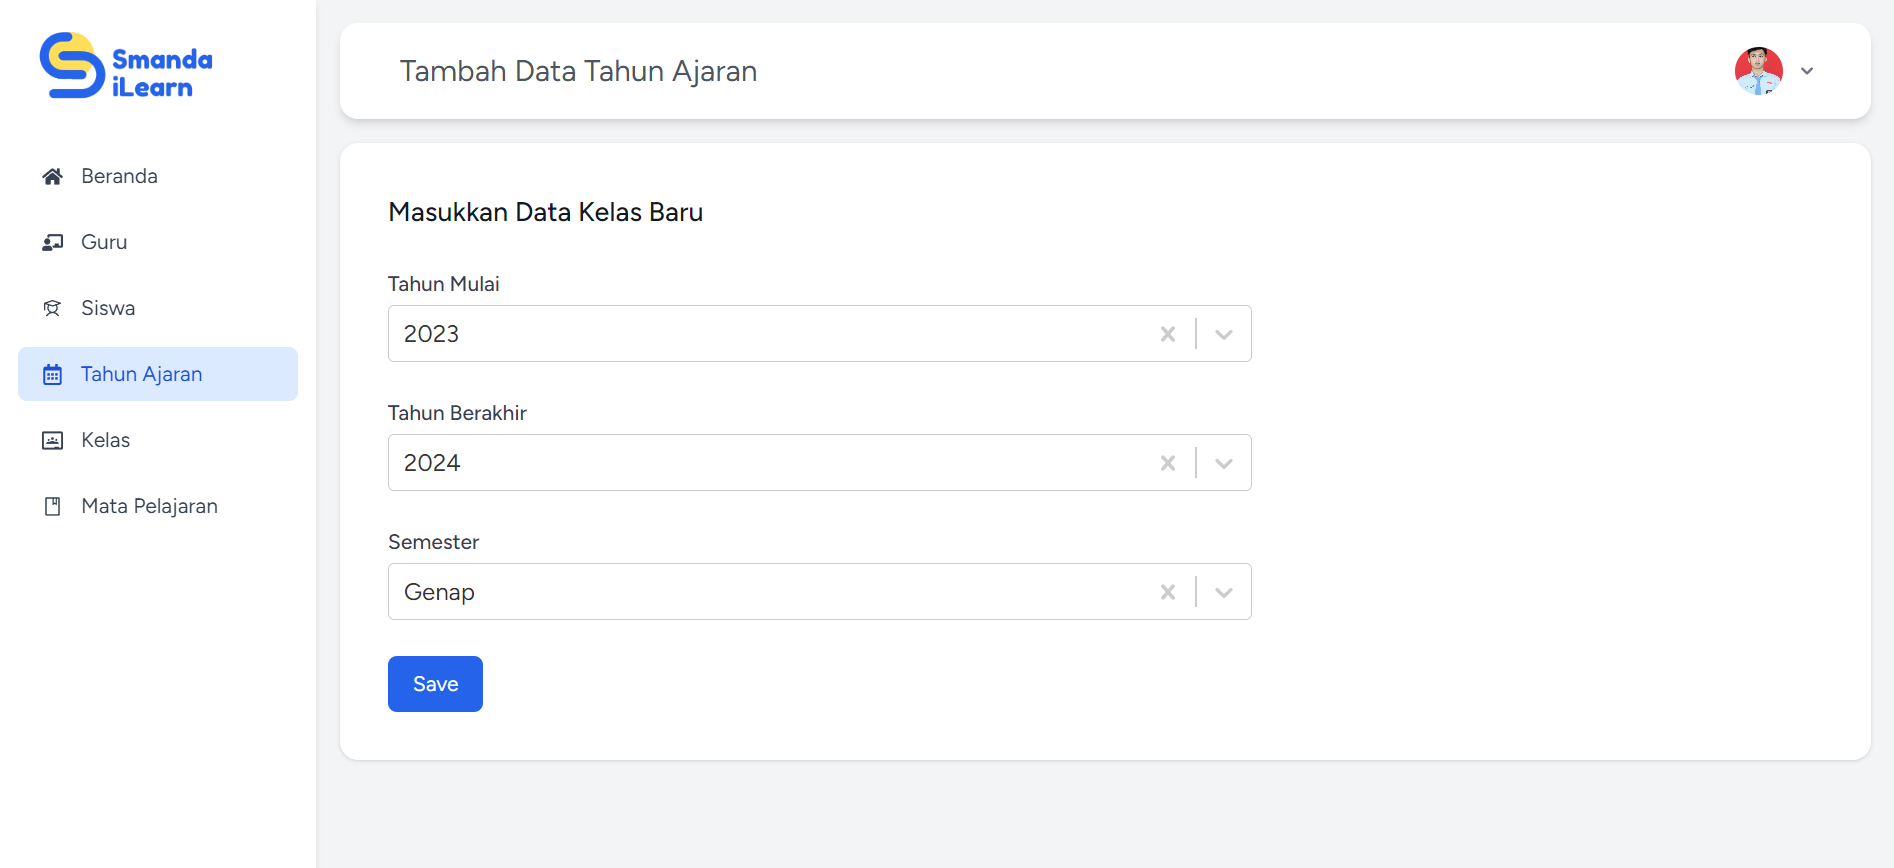 Smanda
iLearn
Beranda
Guru
Siswa
Tahun Ajaran
Kelas
Mata Pelajaran
Tambah Data Tahun Ajaran
Masukkan Data Kelas Baru
Tahun Mulai
2023
Tahun Berakhir
2024
Semester
Genap
Save